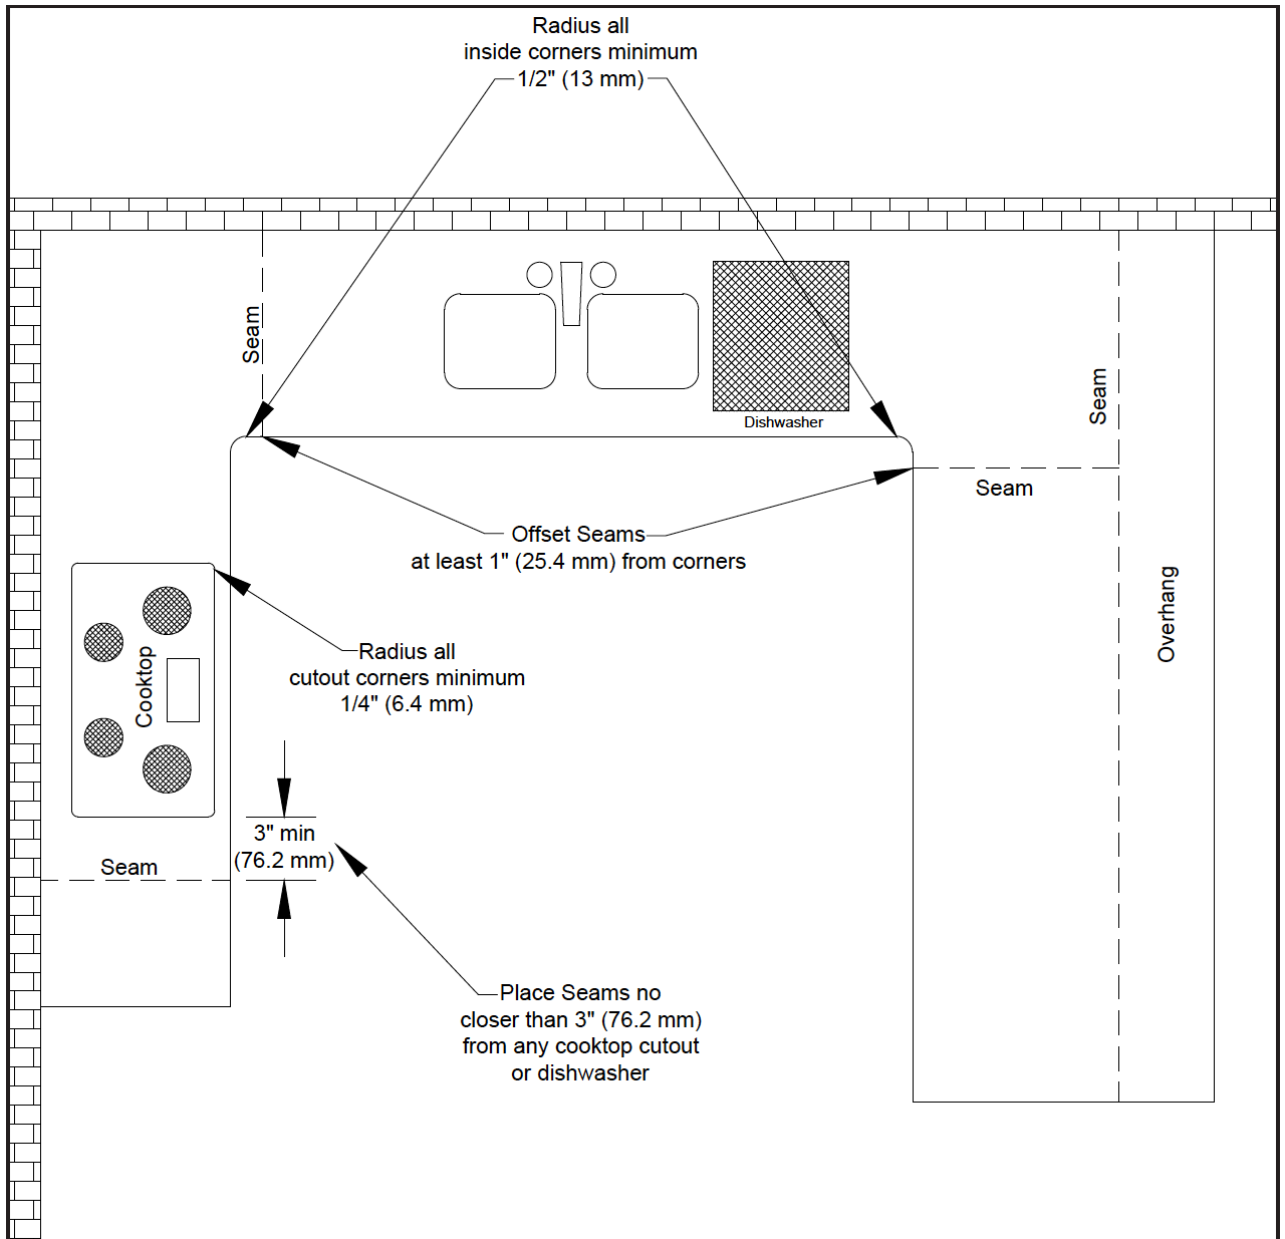 Radius all
inside corners minimum
1/2" (13 mm)
Seam
Dishwasher
Seam
Seam
Offset Seams
at least 1" (25.4 mm) from corners
Overhang
Cooktop
Radius all
cutout corners minimum
1/4" (6.4 mm)
3" min
(76.2 mm)
Seam
Place Seams no
closer than 3" (76.2 mm)
from any cooktop cutout
or dishwasher